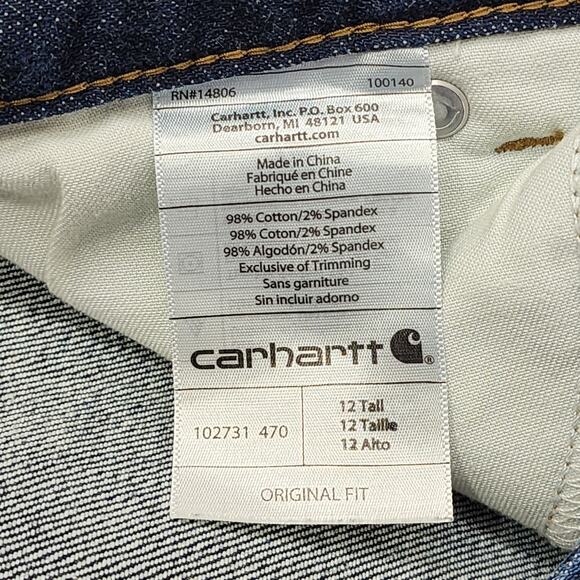 RN#14806 100140
Carhartt, Inc. P.O. Box 600
Dearborn, MI 48121 USA
carhartt.com
Made in China
Fabriqué en Chine
Hecho en China
98% Cotton/2% Spandex
98% Coton/2% Spandex
98% Algodón/2% Spandex
Exclusive of Trimming
Sans garniture
Sin incluir adorno
carhartt ®
102731 470
12 Tall
12 Taille
12 Alto
ORIGINAL FIT